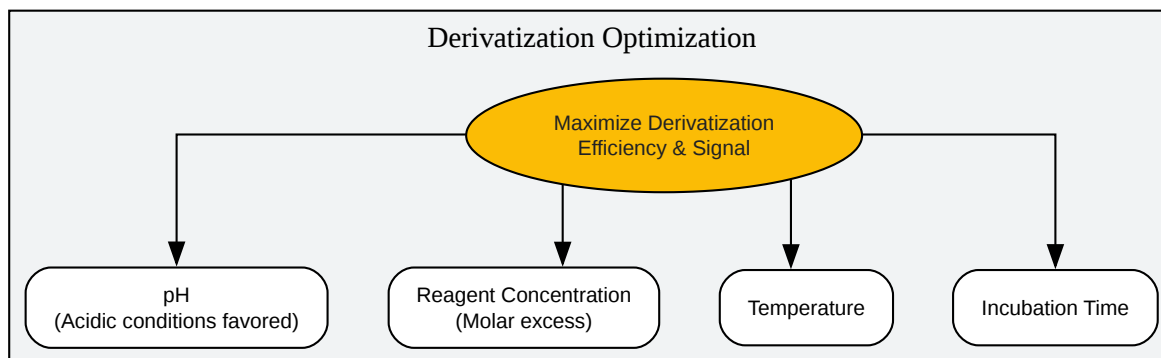 Derivatization Optimization
Maximize Derivatization
Efficiency & Signal
pH
(Acidic conditions favored)
Reagent Concentration
(Molar excess)
Temperature
Incubation Time